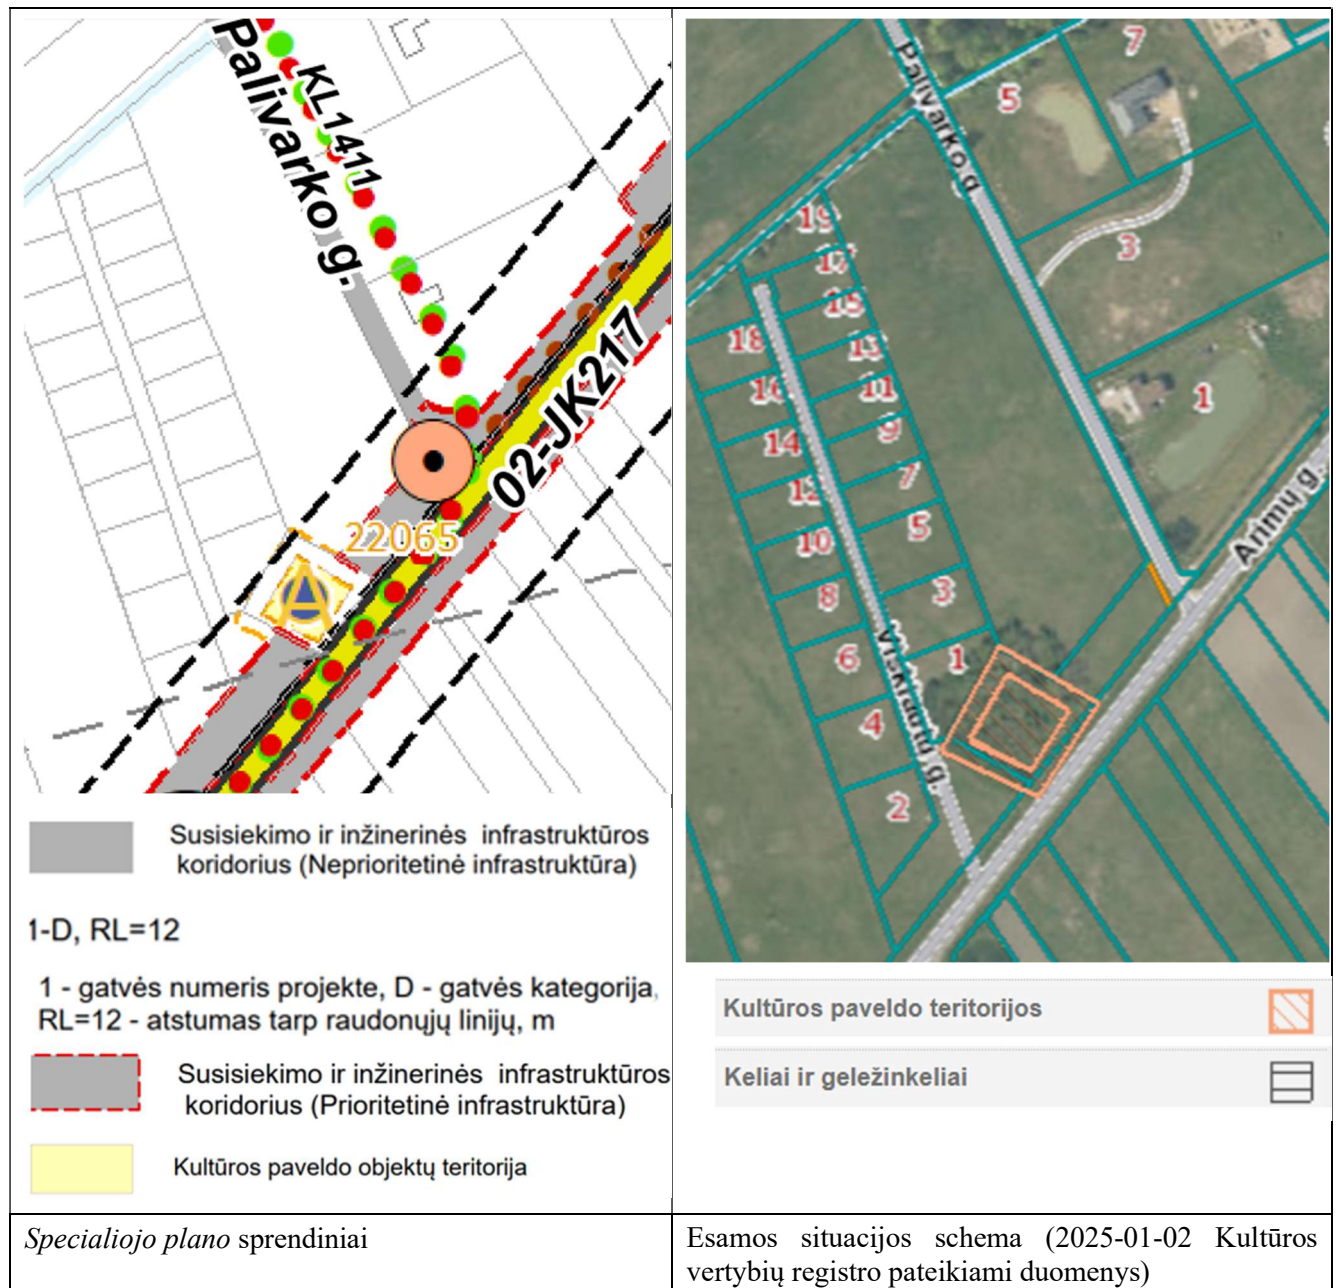 Palivarko g.
KL1411
02-JK217
22065
A
Susisiekimo ir inžinerinės infrastruktūros
koridorius (Neprioritetinė infrastruktūra)
1-D, RL=12
1 - gatvės numeris projekte, D - gatvės kategorija,
RL=12 - atstumas tarp raudonųjų linijų, m
Susisiekimo ir inžinerinės infrastruktūros
koridorius (Prioritetinė infrastruktūra)
Kultūros paveldo objektų teritorija
Specialiojo plano sprendiniai
Palivarko g.
7
5
3
1
19
17
15
13
11
9
7
5
3
1
18
16
14
12
10
8
6
4
2
Arimų g.
Kultūros paveldo teritorijos
Keliai ir geležinkeliai
Esamos situacijos schema (2025-01-02 Kultūros
vertybių registro pateikiami duomenys)